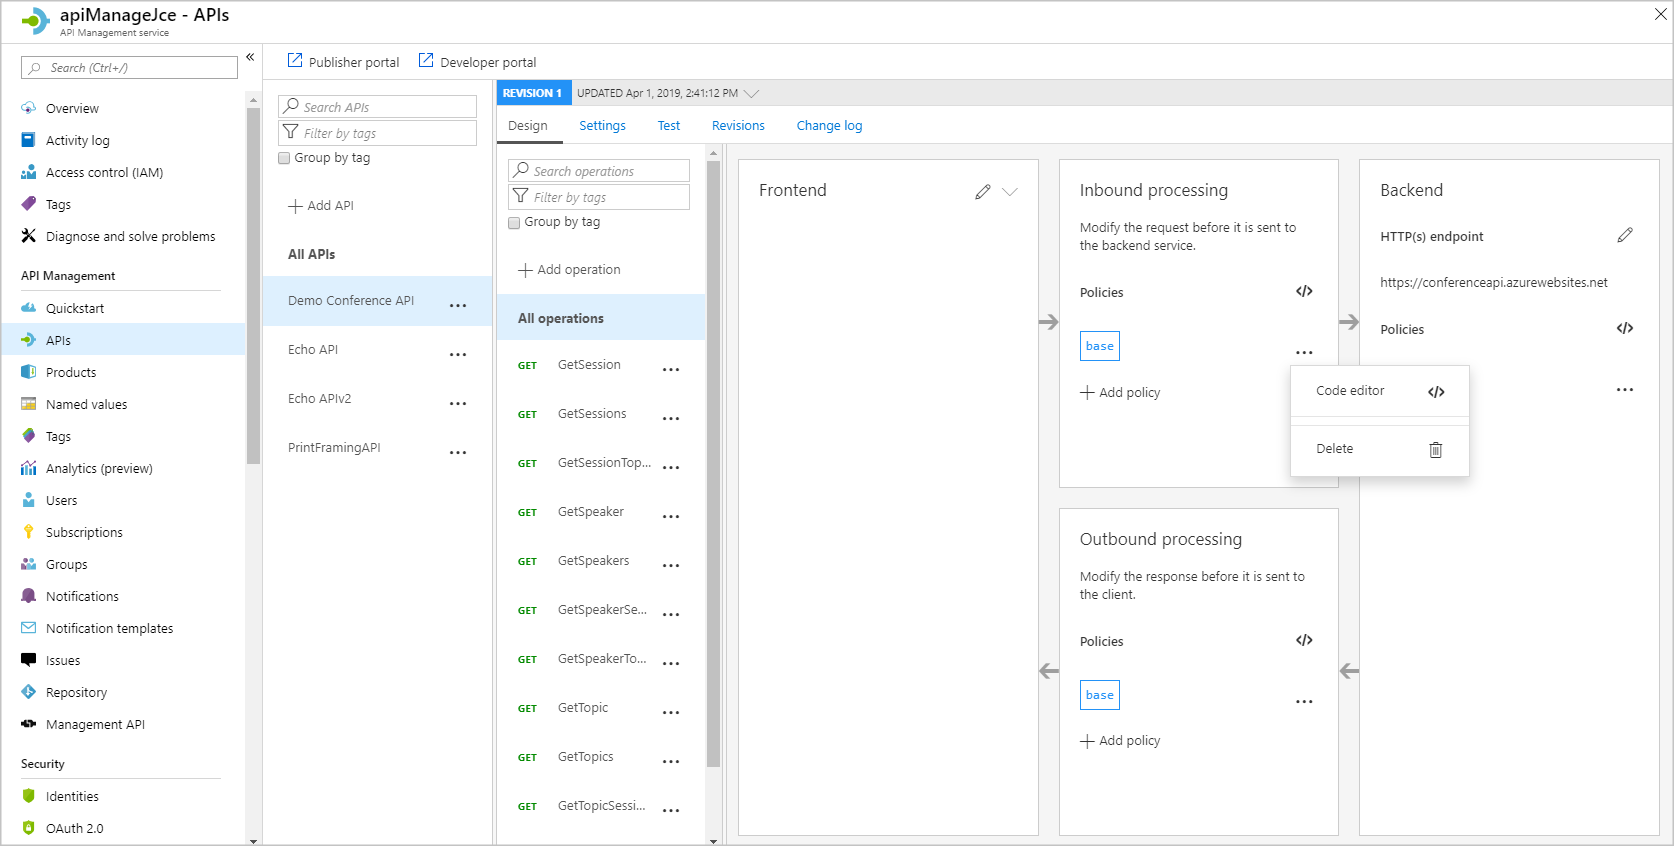 apiManageJce - APIs
API Management service
Search (Ctrl+/)
«
Overview
Activity log
Access control (IAM)
Tags
Diagnose and solve problems
API Management
Quickstart
APIs
Products
Named values
Tags
Analytics (preview)
Users
Subscriptions
Groups
Notifications
Notification templates
Issues
Repository
Management API
Security
Identities
OAuth 2.0
Publisher portal
Developer portal
Search APIs
Filter by tags
Group by tag
Add API
All APIs
Demo Conference API
Echo API
Echo APIv2
PrintFramingAPI
REVISION 1
UPDATED Apr 1, 2019, 2:41:12 PM
Design
Settings
Test
Revisions
Change log
Search operations
Filter by tags
Group by tag
Add operation
All operations
GET GetSession
GET GetSessions
GET GetSessionTop...
GET GetSpeaker
GET GetSpeakers
GET GetSpeakerSe...
GET GetSpeakerTo...
GET GetTopic
GET GetTopics
GET GetTopicSessi...
Frontend
Inbound processing
Modify the request before it is sent to
the backend service.
Policies
base
Add policy
Code editor
Delete
Outbound processing
Modify the response before it is sent to
the client.
Policies
base
Add policy
Backend
HTTP(s) endpoint
https://conferenceapi.azurewebsites.net
Policies